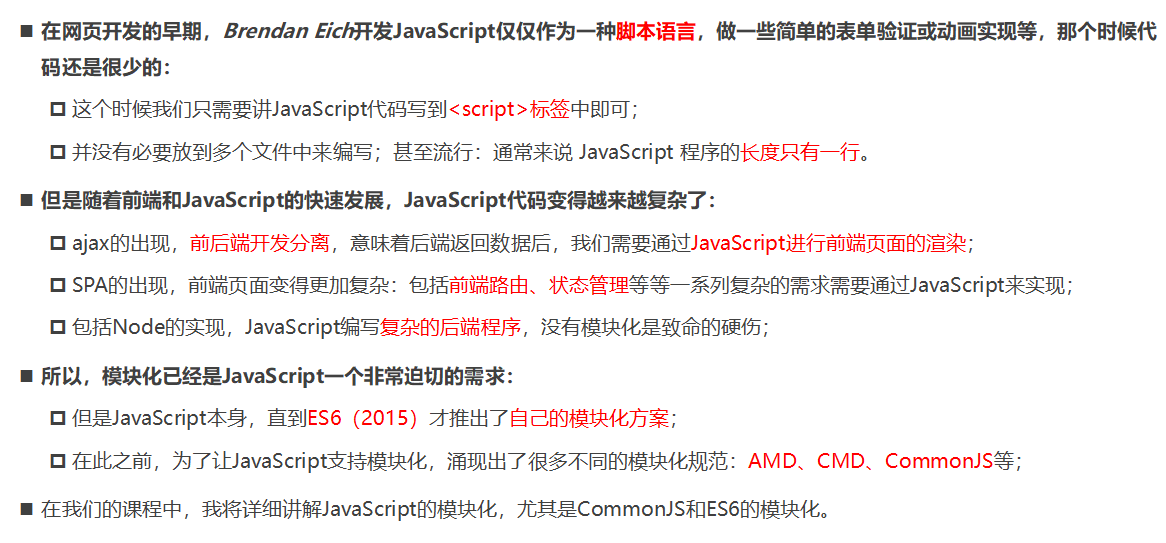 ■ 在网页开发的早期，Brendan Eich开发JavaScript仅仅作为一种脚本语言，做一些简单的表单验证或动画实现等，那个时候代
码还是很少的：
□ 这个时候我们只需要讲JavaScript代码写到<script>标签中即可；
□ 并没有必要放到多个文件中来编写；甚至流行：通常来说 JavaScript 程序的长度只有一行。
■ 但是随着前端和JavaScript的快速发展，JavaScript代码变得越来越复杂了：
□ ajax的出现，前后端开发分离，意味着后端返回数据后，我们需要通过JavaScript进行前端页面的渲染；
□ SPA的出现，前端页面变得更加复杂：包括前端路由、状态管理等等一系列复杂的需求需要通过JavaScript来实现；
□ 包括Node的实现，JavaScript编写复杂的后端程序，没有模块化是致命的硬伤；
■ 所以，模块化已经是JavaScript一个非常迫切的需求：
□ 但是JavaScript本身，直到ES6（2015）才推出了自己的模块化方案；
□ 在此之前，为了让JavaScript支持模块化，涌现出了很多不同的模块化规范：AMD、CMD、CommonJS等；
■ 在我们的课程中，我将详细讲解JavaScript的模块化，尤其是CommonJS和ES6的模块化。